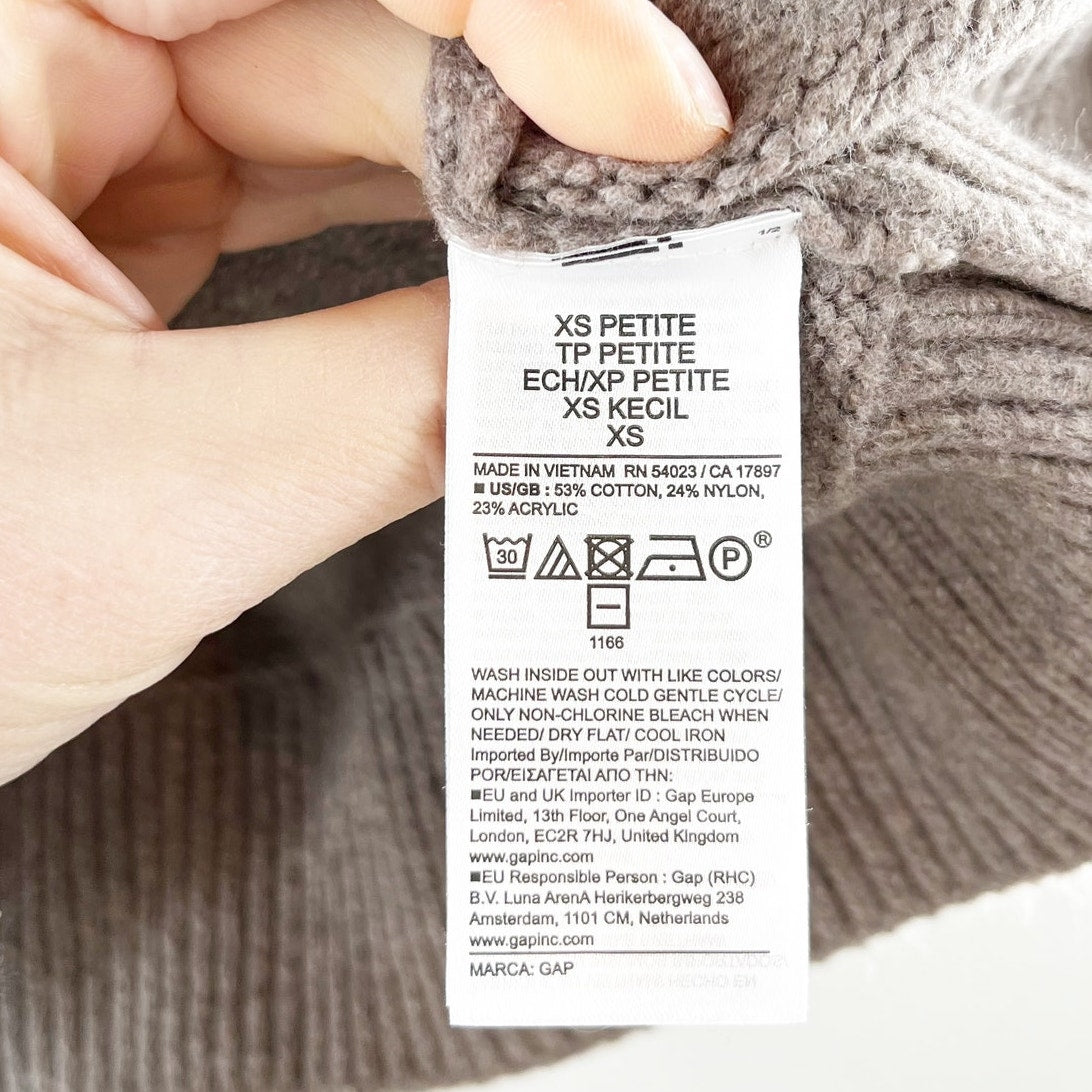 1/2
XS PETITE
TP PETITE
ECH/XP PETITE
XS KECIL
XS
MADE IN VIETNAM RN 54023 / CA 17897
■ US/GB : 53% COTTON, 24% NYLON,
23% ACRYLIC
30 P ®
1166
WASH INSIDE OUT WITH LIKE COLORS/
MACHINE WASH COLD GENTLE CYCLE/
ONLY NON-CHLORINE BLEACH WHEN
NEEDED/ DRY FLAT/ COOL IRON
Imported By/Importe Par/DISTRIBUIDO
POR/ΕΙΣΑΓΕΤΑΙ ΑΠΟ ΤΗΝ:
■EU and UK Importer ID : Gap Europe
Limited, 13th Floor, One Angel Court,
London, EC2R 7HJ, United Kingdom
www.gapinc.com
■EU Responsible Person : Gap (RHC)
B.V. Luna ArenA Herikerbergweg 238
Amsterdam, 1101 CM, Netherlands
www.gapinc.com
MARCA: GAP